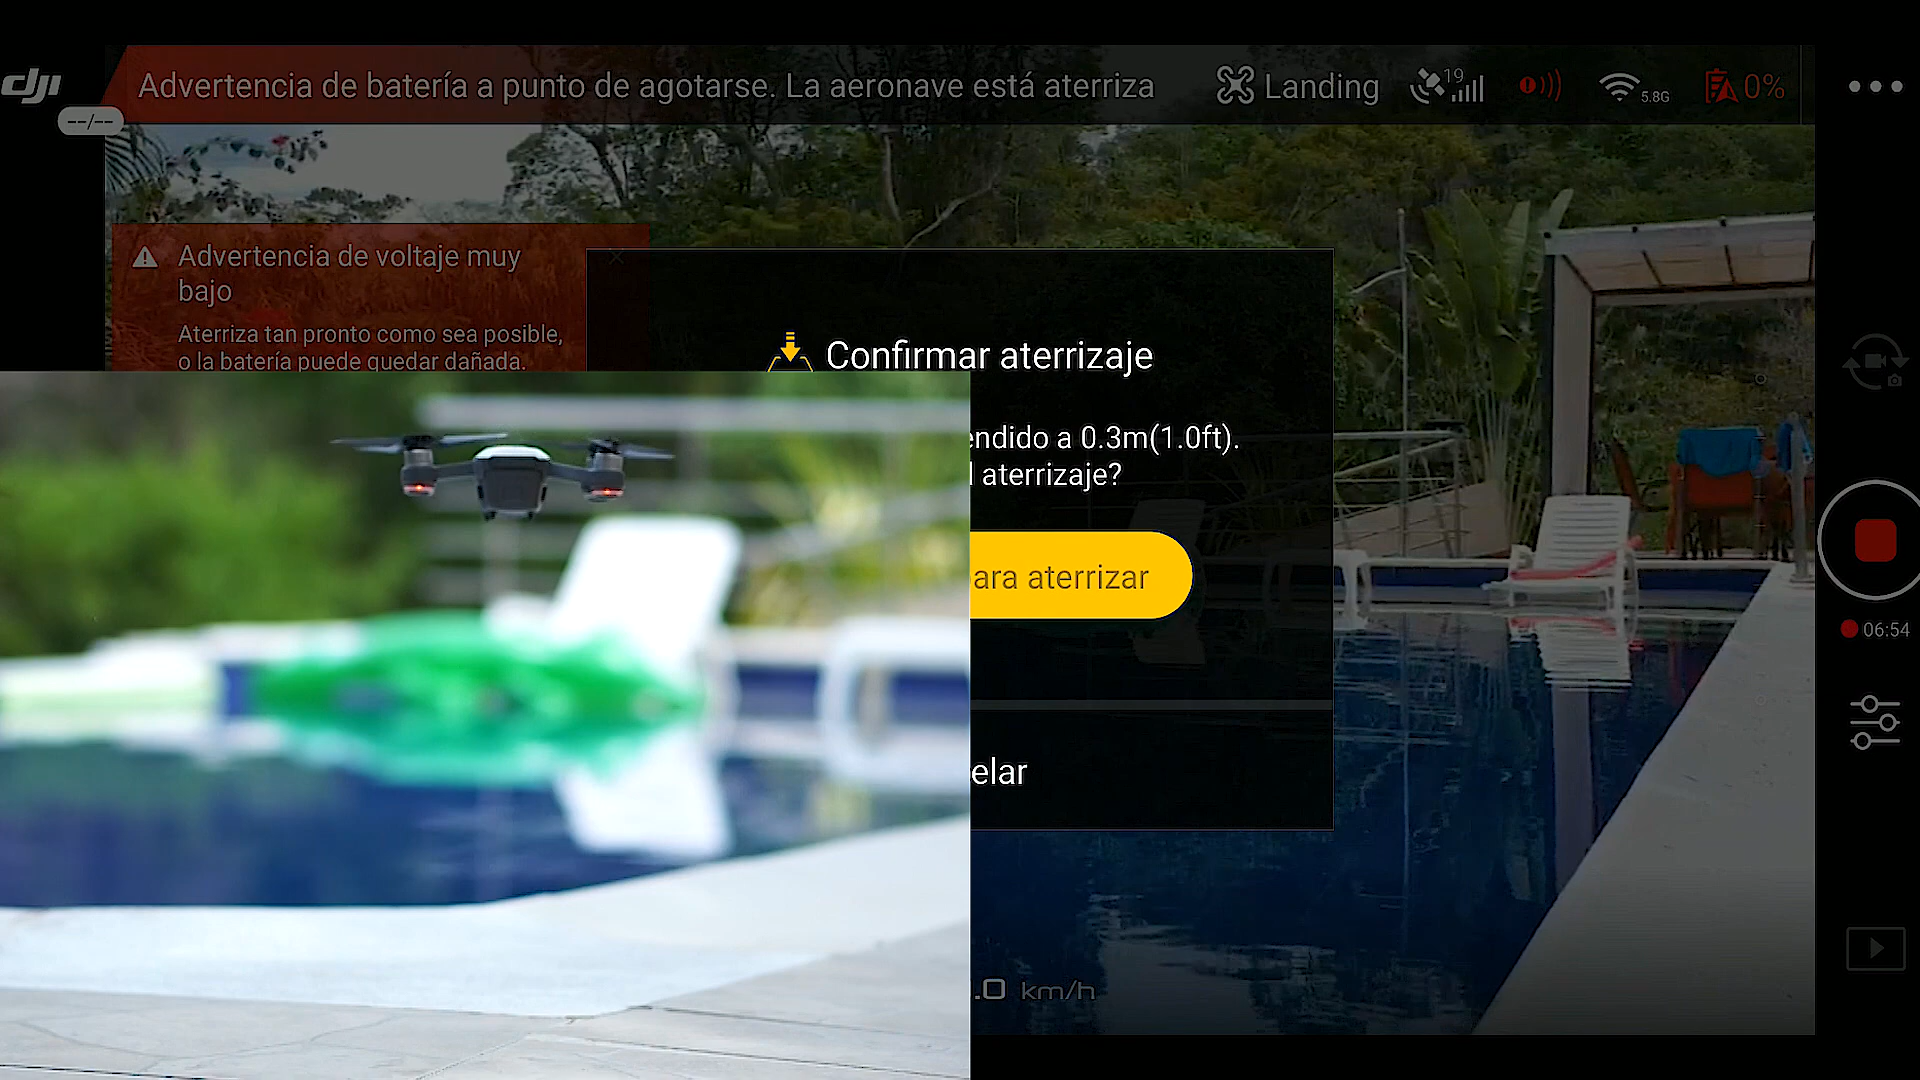 dji
--/--
Advertencia de batería a punto de agotarse. La aeronave está aterriza
Landing
19
5.8G
0%
Advertencia de voltaje muy
bajo
Aterriza tan pronto como sea posible,
o la batería puede quedar dañada.
Confirmar aterrizaje
endido a 0.3m(1.0ft).
l aterrizaje?
ara aterrizar
elar
06:54
.0 km/h